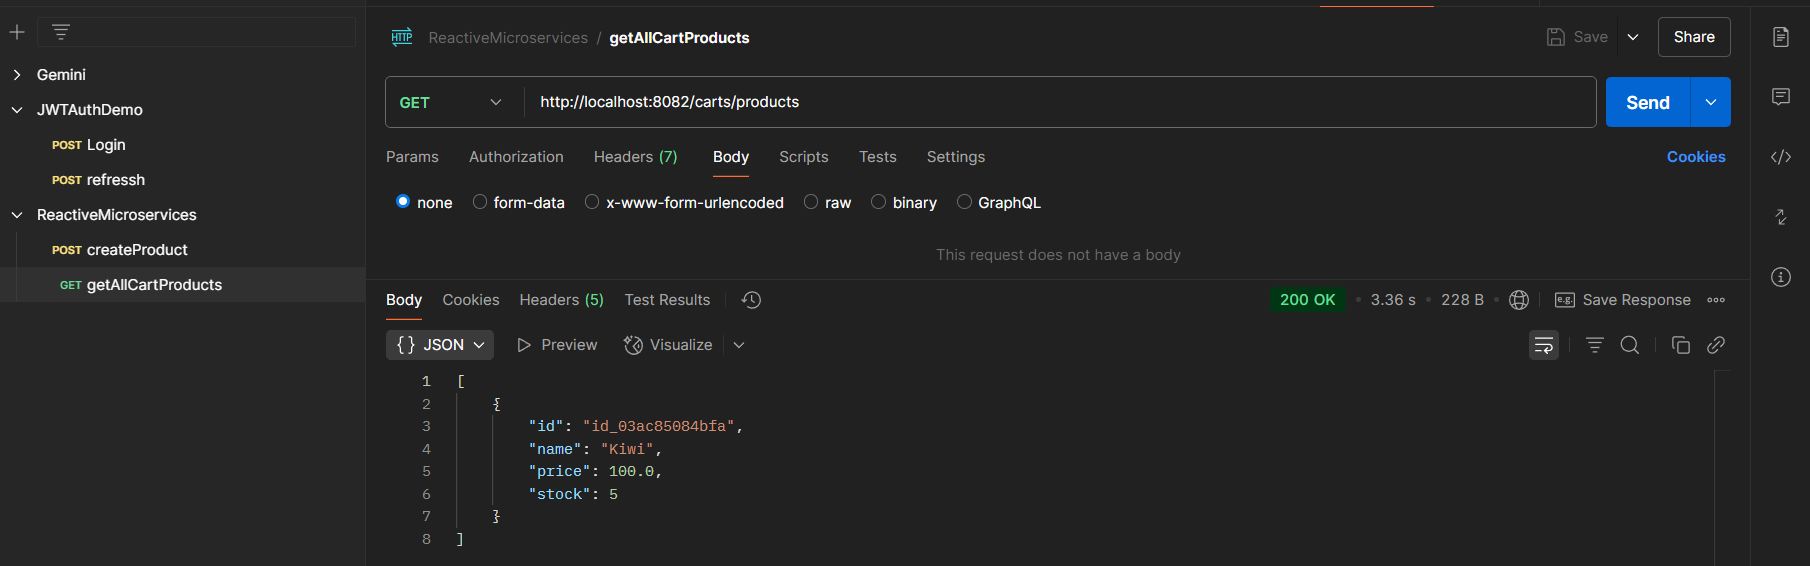 ReactiveMicroservices / getAllCartProducts
Save
Share
Gemini
JWTAuthDemo
POST Login
POST refressh
ReactiveMicroservices
POST createProduct
GET getAllCartProducts
GET http://localhost:8082/carts/products
Send
Params Authorization Headers (7) Body Scripts Tests Settings Cookies
none form-data x-www-form-urlencoded raw binary GraphQL
This request does not have a body
Body Cookies Headers (5) Test Results 200 OK • 3.36 s • 228 B • e.g. Save Response
{} JSON Preview Visualize
1 [
2 {
3 "id": "id_03ac85084bfa",
4 "name": "Kiwi",
5 "price": 100.0,
6 "stock": 5
7 }
8 ]